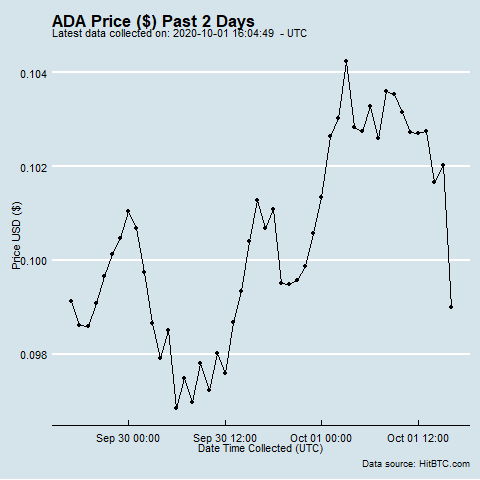 ADA Price ($) Past 2 Days
Latest data collected on: 2020-10-01 16:04:49 - UTC
0.104
0.102
0.100
0.098
Price USD ($)
Sep 30 00:00
Sep 30 12:00
Oct 01 00:00
Oct 01 12:00
Date Time Collected (UTC)
Data source: HitBTC.com